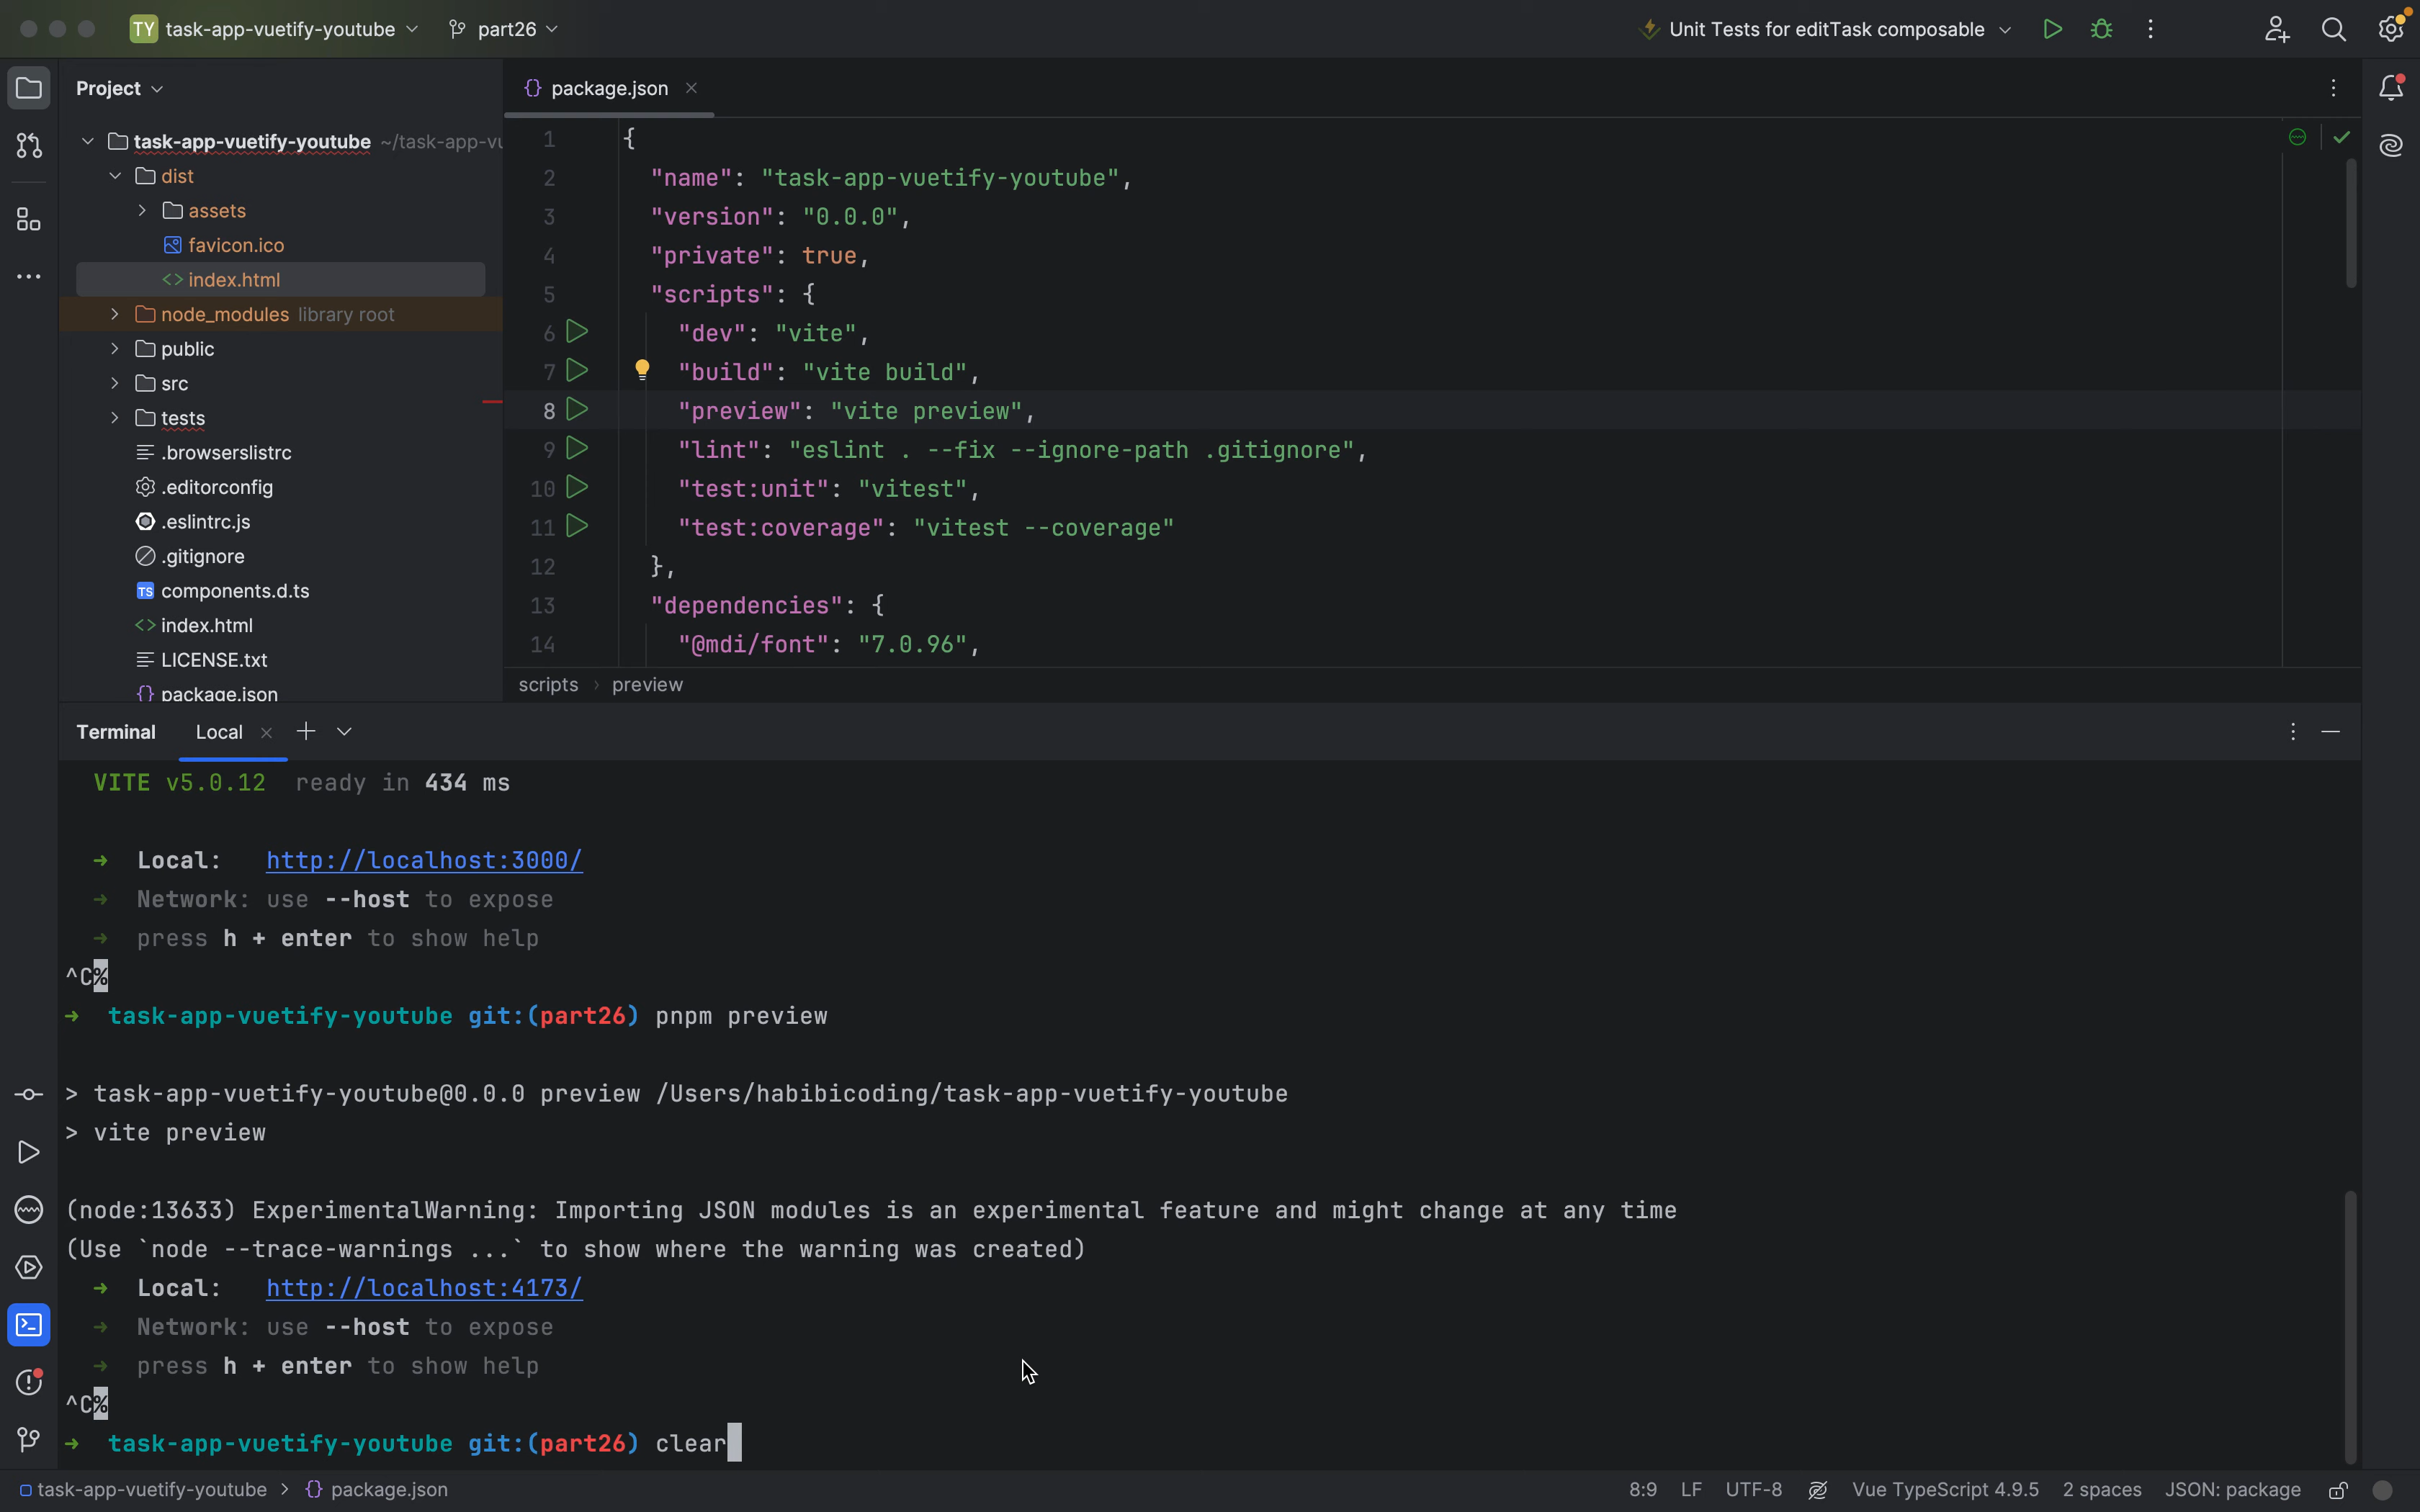 TY task-app-vuetify-youtube part26 Unit Tests for editTask composable
Project
task-app-vuetify-youtube ~/task-app-vu
dist
assets
favicon.ico
index.html
node_modules library root
public
src
tests
.browserslistrc
.editorconfig
.eslintrc.js
.gitignore
TS components.d.ts
index.html
LICENSE.txt
{} package.json
{} package.json
1 {
2 "name": "task-app-vuetify-youtube",
3 "version": "0.0.0",
4 "private": true,
5 "scripts": {
6 "dev": "vite",
7 "build": "vite build",
8 "preview": "vite preview",
9 "lint": "eslint . --fix --ignore-path .gitignore",
10 "test:unit": "vitest",
11 "test:coverage": "vitest --coverage"
12 },
13 "dependencies": {
14 "@mdi/font": "7.0.96",
scripts › preview
Terminal Local
VITE v5.0.12 ready in 434 ms
➜ Local: http://localhost:3000/
➜ Network: use --host to expose
➜ press h + enter to show help
^C%
➜ task-app-vuetify-youtube git:(part26) pnpm preview
> task-app-vuetify-youtube@0.0.0 preview /Users/habibicoding/task-app-vuetify-youtube
> vite preview
(node:13633) ExperimentalWarning: Importing JSON modules is an experimental feature and might change at any time
(Use `node --trace-warnings ...` to show where the warning was created)
➜ Local: http://localhost:4173/
➜ Network: use --host to expose
➜ press h + enter to show help
^C%
➜ task-app-vuetify-youtube git:(part26) clear
task-app-vuetify-youtube › {} package.json 8:9 LF UTF-8 Vue TypeScript 4.9.5 2 spaces JSON: package